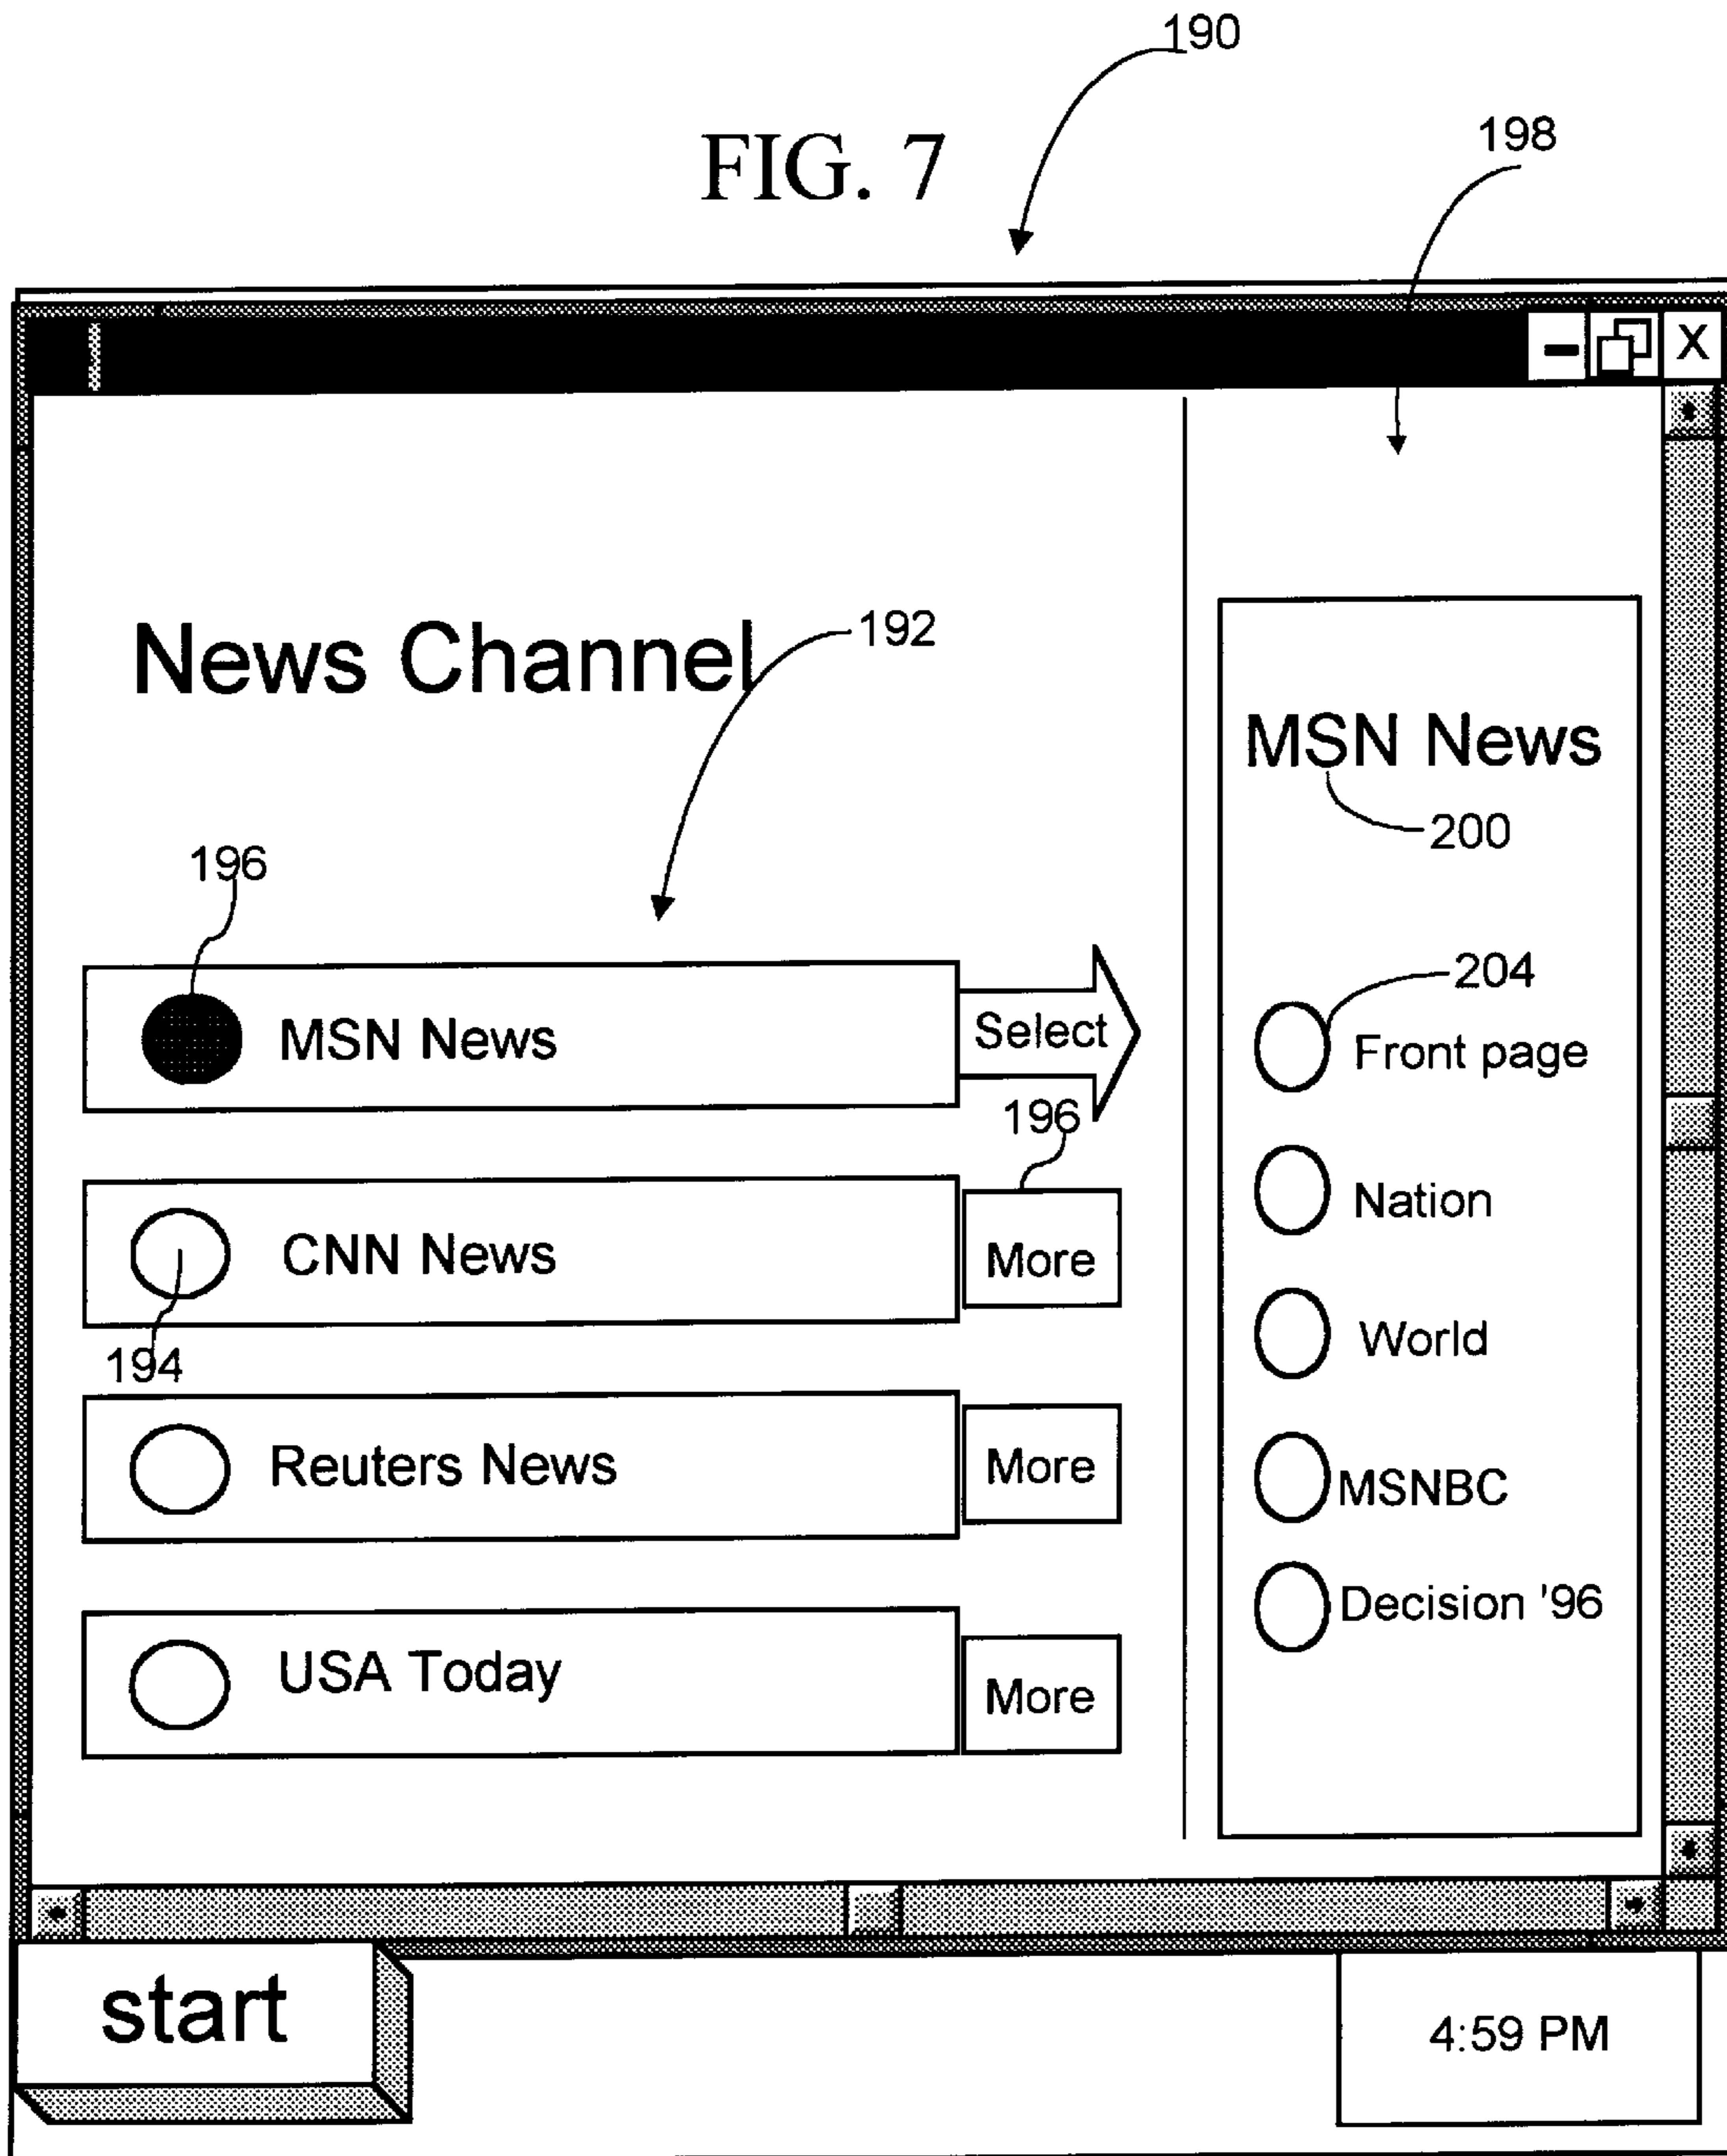 190
FIG. 7
198
X
News Channel
192
MSN News
200
196
204
MSN News
Select
Front page
196
Nation
CNN News
More
World
194
Reuters News
More
MSNBC
Decision '96
USA Today
More
start
4:59 PM